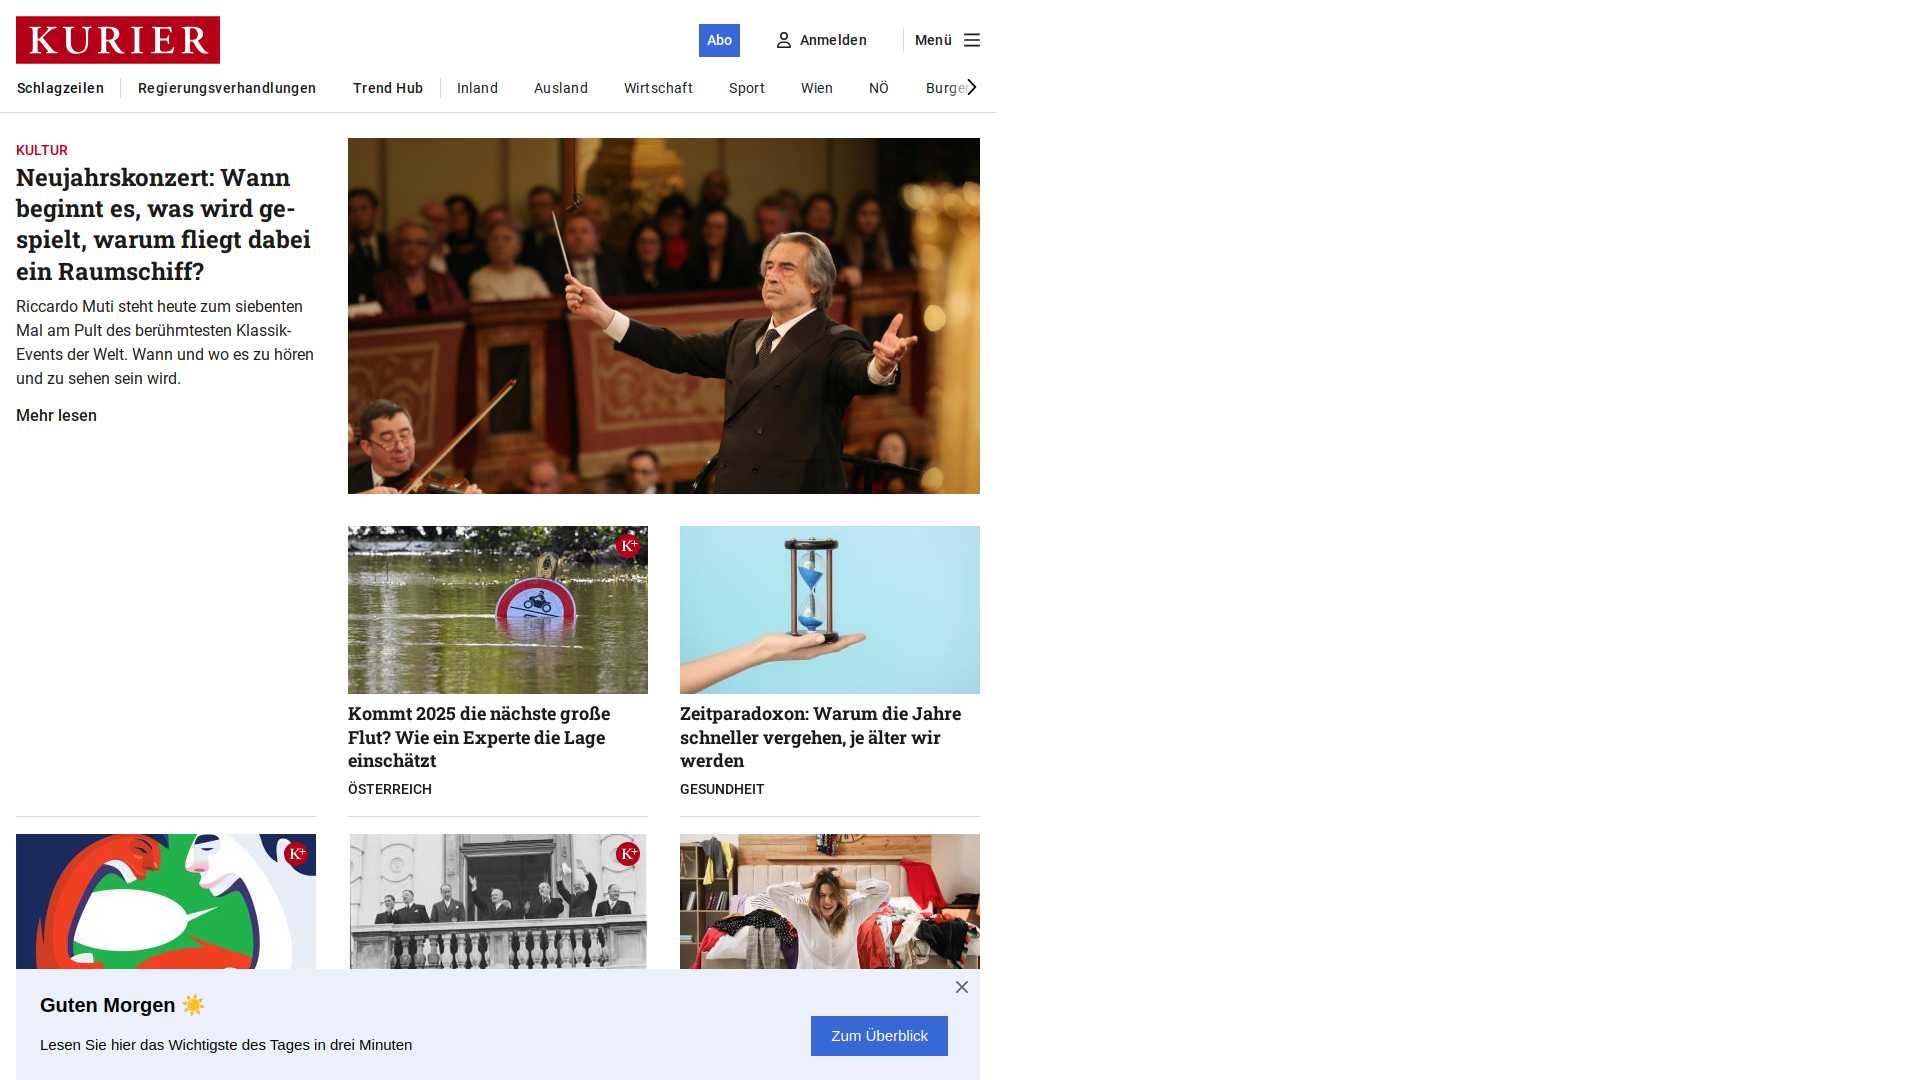 KURIER
Abo
Anmelden
Menü
Schlagzeilen
Regierungsverhandlungen
Trend Hub
Inland
Ausland
Wirtschaft
Sport
Wien
NÖ
KULTUR
Neujahrskonzert: Wann
beginnt es, was wird ge-
spielt, warum fliegt dabei
ein Raumschiff?
Riccardo Muti steht heute zum siebenten
Mal am Pult des berühmtesten Klassik-
Events der Welt. Wann und wo es zu hören
und zu sehen sein wird.
Mehr lesen
K+
Kommt 2025 die nächste große
Flut? Wie ein Experte die Lage
einschätzt
ÖSTERREICH
Zeitparadoxon: Warum die Jahre
schneller vergehen, je älter wir
werden
GESUNDHEIT
K+
K+
Guten Morgen ☀️
Lesen Sie hier das Wichtigste des Tages in drei Minuten
Zum Überblick